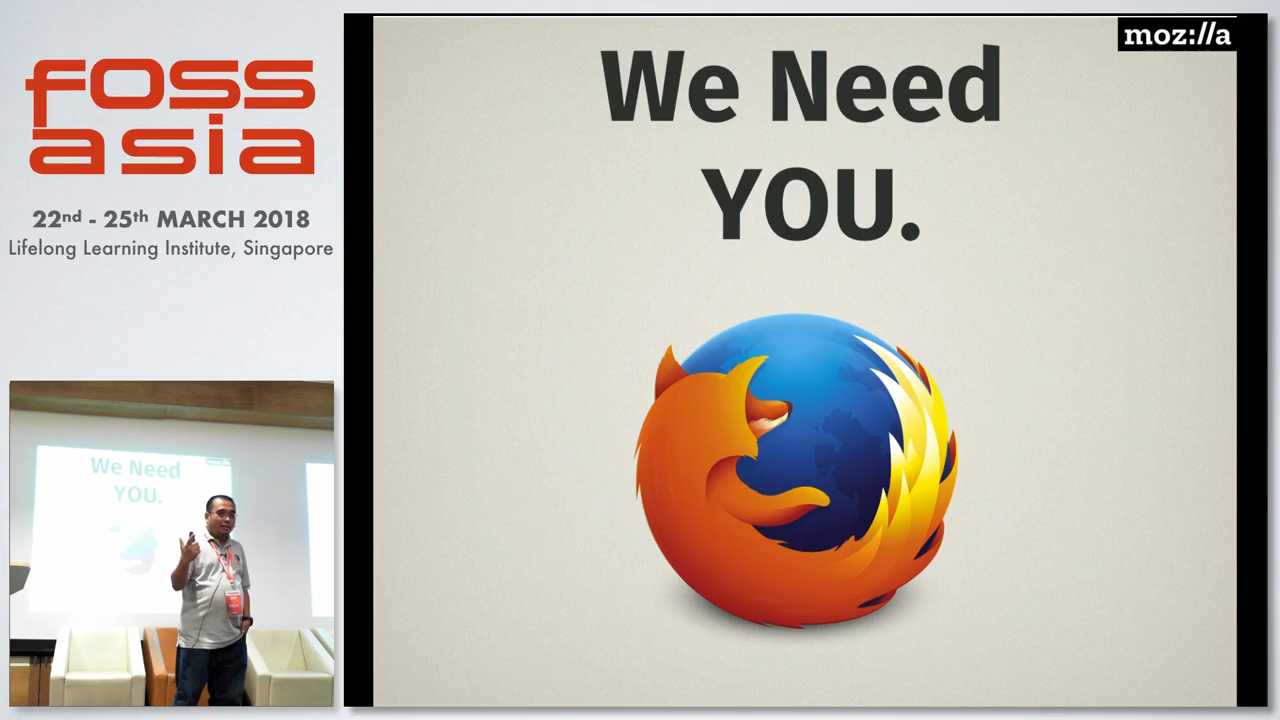 foss
asia
22nd - 25th MARCH 2018
Lifelong Learning Institute, Singapore
moz://a
We Need
YOU.
We Need
YOU.